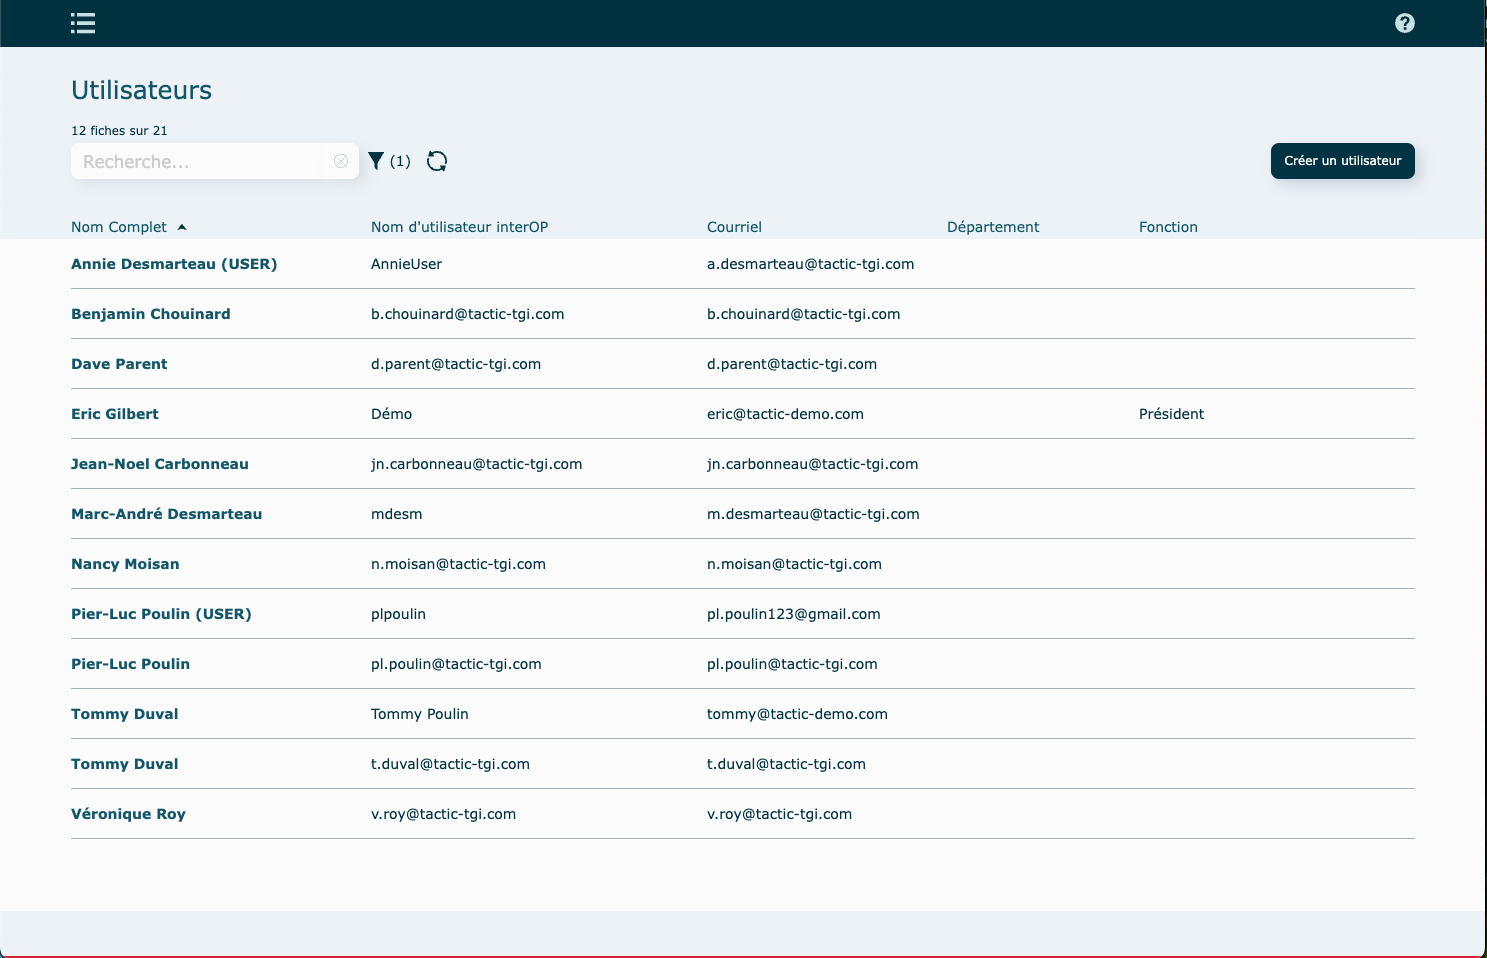 Utilisateurs
12 fiches sur 21
Recherche...
(1)
Créer un utilisateur
Nom Complet Nom d'utilisateur interOP Courriel Département Fonction
Annie Desmarteau (USER) AnnieUser a.desmarteau@tactic-tgi.com
Benjamin Chouinard b.chouinard@tactic-tgi.com b.chouinard@tactic-tgi.com
Dave Parent d.parent@tactic-tgi.com d.parent@tactic-tgi.com
Eric Gilbert Démo eric@tactic-demo.com Président
Jean-Noel Carbonneau jn.carbonneau@tactic-tgi.com jn.carbonneau@tactic-tgi.com
Marc-André Desmarteau mdesm m.desmarteau@tactic-tgi.com
Nancy Moisan n.moisan@tactic-tgi.com n.moisan@tactic-tgi.com
Pier-Luc Poulin (USER) plpoulin pl.poulin123@gmail.com
Pier-Luc Poulin pl.poulin@tactic-tgi.com pl.poulin@tactic-tgi.com
Tommy Duval Tommy Poulin tommy@tactic-demo.com
Tommy Duval t.duval@tactic-tgi.com t.duval@tactic-tgi.com
Véronique Roy v.roy@tactic-tgi.com v.roy@tactic-tgi.com